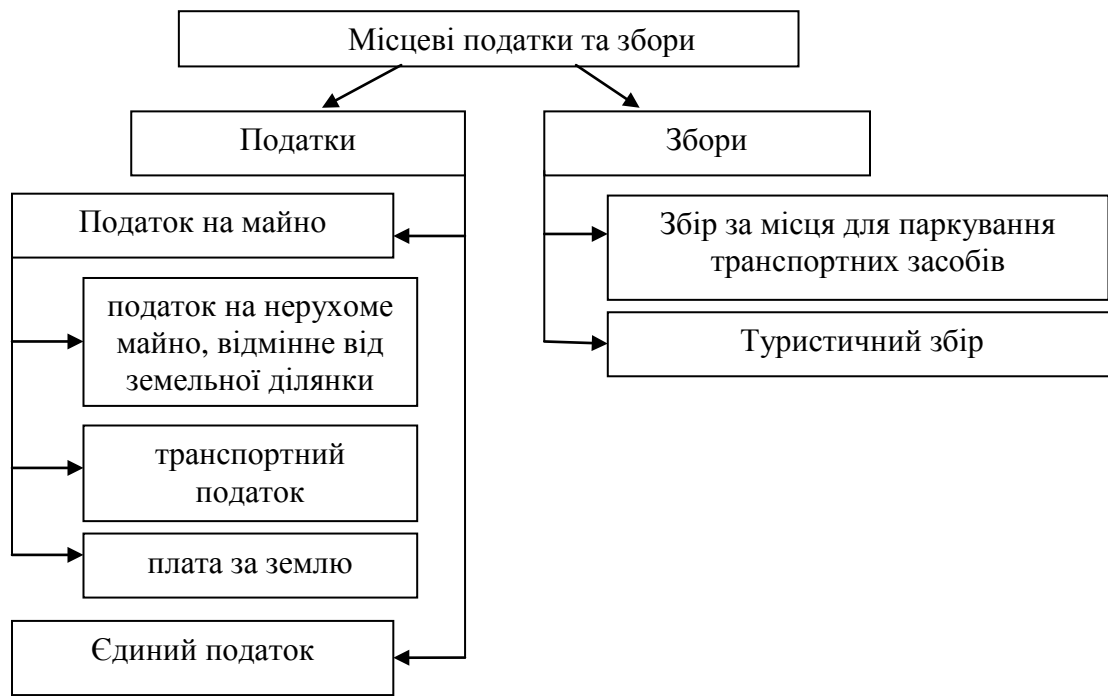 Місцеві податки та збори
Податки
Збори
Податок на майно
податок на нерухоме
майно, відмінне від
земельної ділянки
транспортний
податок
плата за землю
Єдиний податок
Збір за місця для паркування
транспортних засобів
Туристичний збір